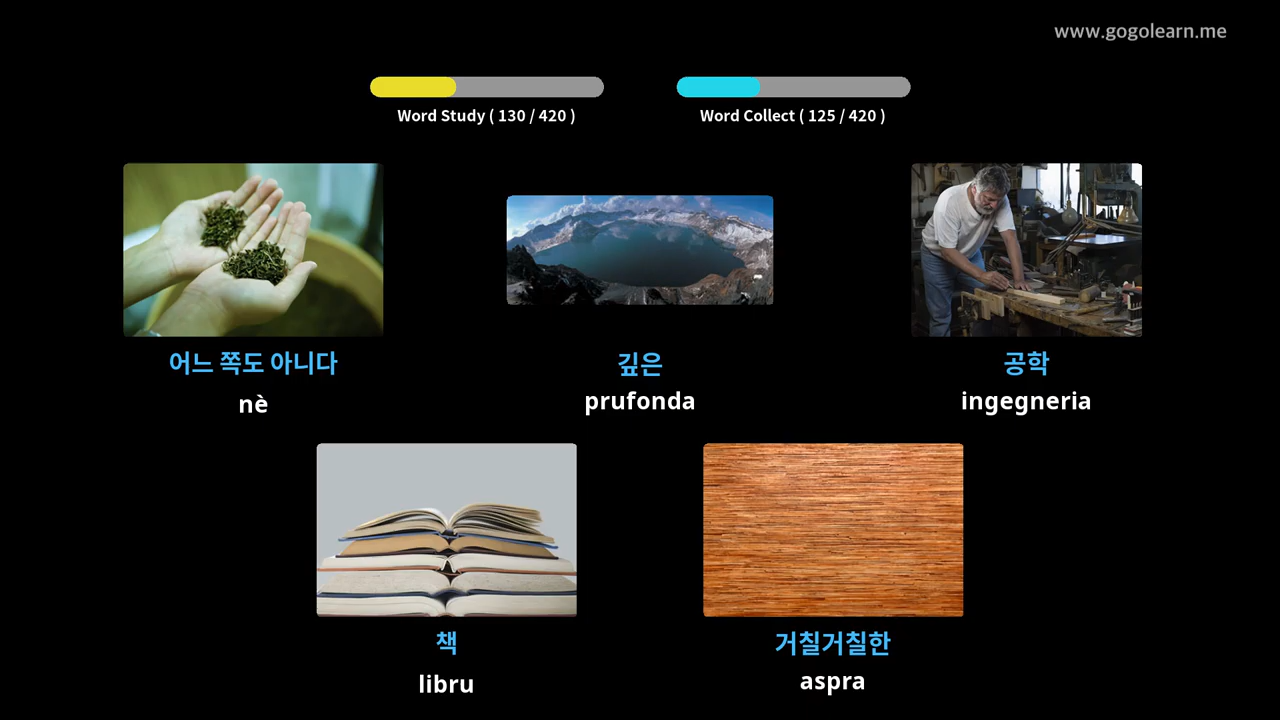 www.gogolearn.me
Word Study ( 130 / 420 )
Word Collect ( 125 / 420 )
어느 쪽도 아니다
nè
깊은
prufonda
공학
ingegneria
책
libru
거칠거칠한
aspra